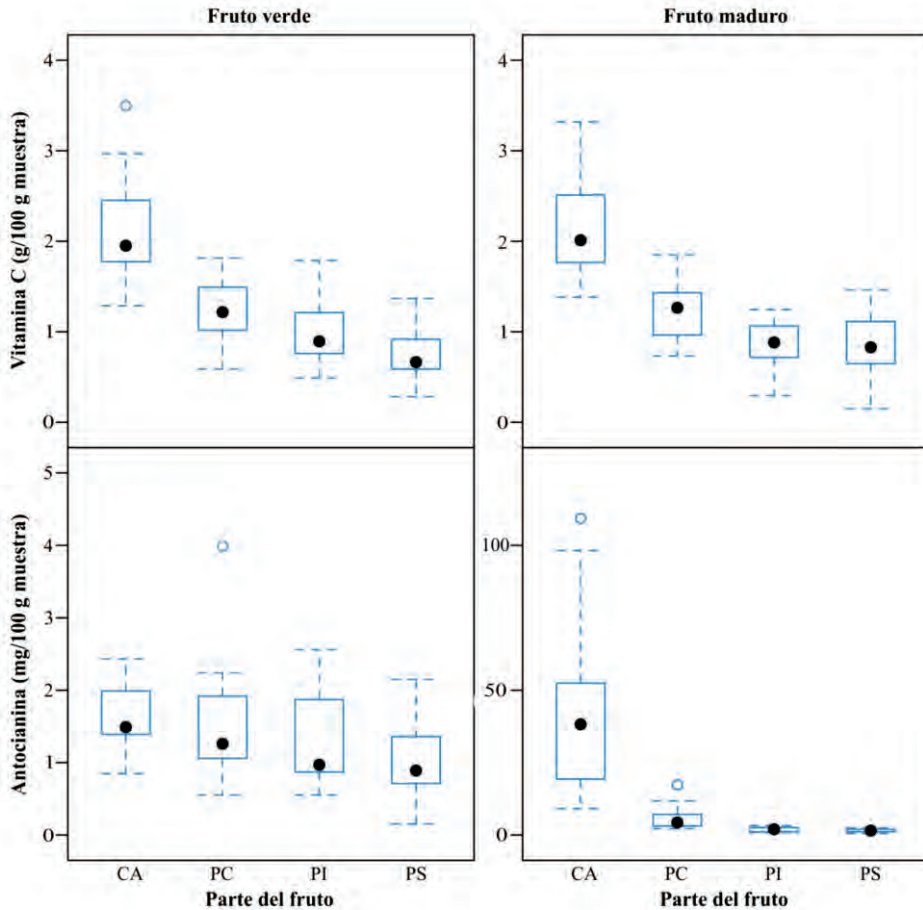 Fruto verde
Fruto maduro
Vitamina C (g/100 g muestra)
4
3
2
1
0
4
3
2
1
0
Antocianina (mg/100 g muestra)
5
4
3
2
1
0
100
50
0
CA PC PI PS
CA PC PI PS
Parte del fruto
Parte del fruto